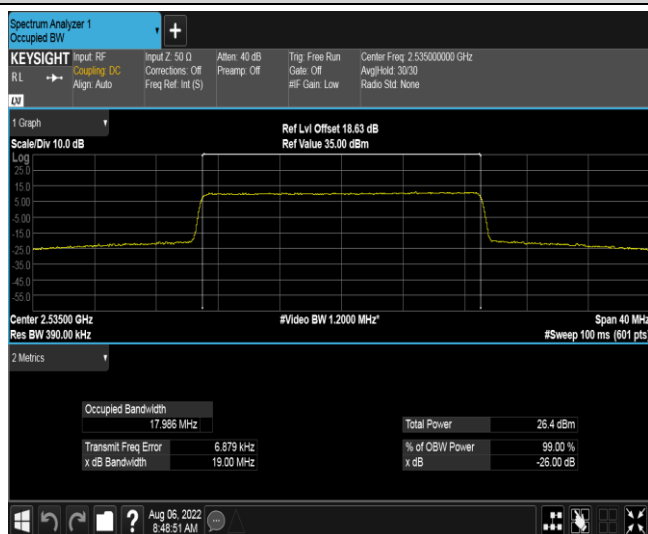 Spectrum Analyzer 1
Occupied BW
+
KEYSIGHT Input: RF Input Z: 50 Ω Atten: 40 dB Trig: Free Run Center Freq: 2.535000000 GHz
RL Coupling: DC Corrections: Off Preamp: Off Gate: Off Avg|Hold: 30/30
Align: Auto Freq Ref: Int (S) #IF Gain: Low Radio Std: None
LXI
1 Graph
Ref Lvl Offset 18.63 dB
Scale/Div 10.0 dB Ref Value 35.00 dBm
Log
25.0
15.0
5.00
-5.00
-15.0
-25.0
-35.0
-45.0
-55.0
Center 2.53500 GHz #Video BW 1.2000 MHz* Span 40 MHz
Res BW 390.00 kHz #Sweep 100 ms (601 pts)
2 Metrics
Occupied Bandwidth
17.986 MHz Total Power 26.4 dBm
Transmit Freq Error 6.879 kHz % of OBW Power 99.00 %
x dB Bandwidth 19.00 MHz x dB -26.00 dB
?
Aug 06, 2022
8:48:51 AM